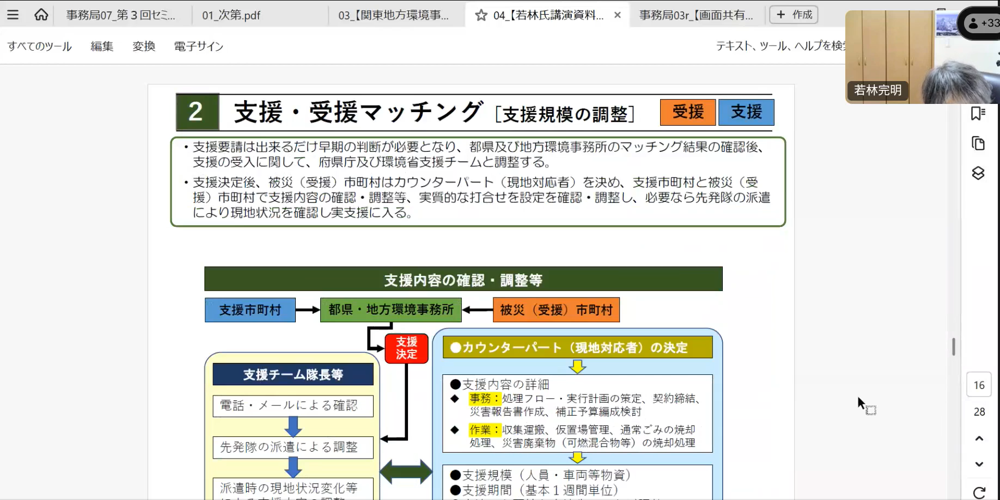 事務局07_第３回セミ...
01_次第.pdf
03_【関東地方環境事...
04_【若林氏講演資料...
事務局03r_【画面共有...
+ 作成
+33
すべてのツール
編集
変換
電子サイン
テキスト、ツール、ヘルプを検索
若林完明
2
支援・受援マッチング［支援規模の調整］
受援
支援
・支援要請は出来るだけ早期の判断が必要となり、都県及び地方環境事務所のマッチング結果の確認後、
支援の受入に関して、府県庁及び環境省支援チームと調整する。
・支援決定後、被災（受援）市町村はカウンターパート（現地対応者）を決め、支援市町村と被災（受
援）市町村で支援内容の確認・調整等、実質的な打合せを設定を確認・調整し、必要なら先発隊の派遣
により現地状況を確認し実支援に入る。
支援内容の確認・調整等
支援市町村
都県・地方環境事務所
被災（受援）市町村
支援
決定
支援チーム隊長等
電話・メールによる確認
先発隊の派遣による調整
派遣時の現地状況変化等
●カウンターパート（現地対応者）の決定
●支援内容の詳細
◆ 事務：処理フロー・実行計画の策定、契約締結、
災害報告書作成、補正予算編成検討
◆ 作業：収集運搬、仮置場管理、通常ごみの焼却
処理、災害廃棄物（可燃混合物等）の焼却処理
●支援規模（人員・車両等物資）
●支援期間（基本１週間単位）
16
28